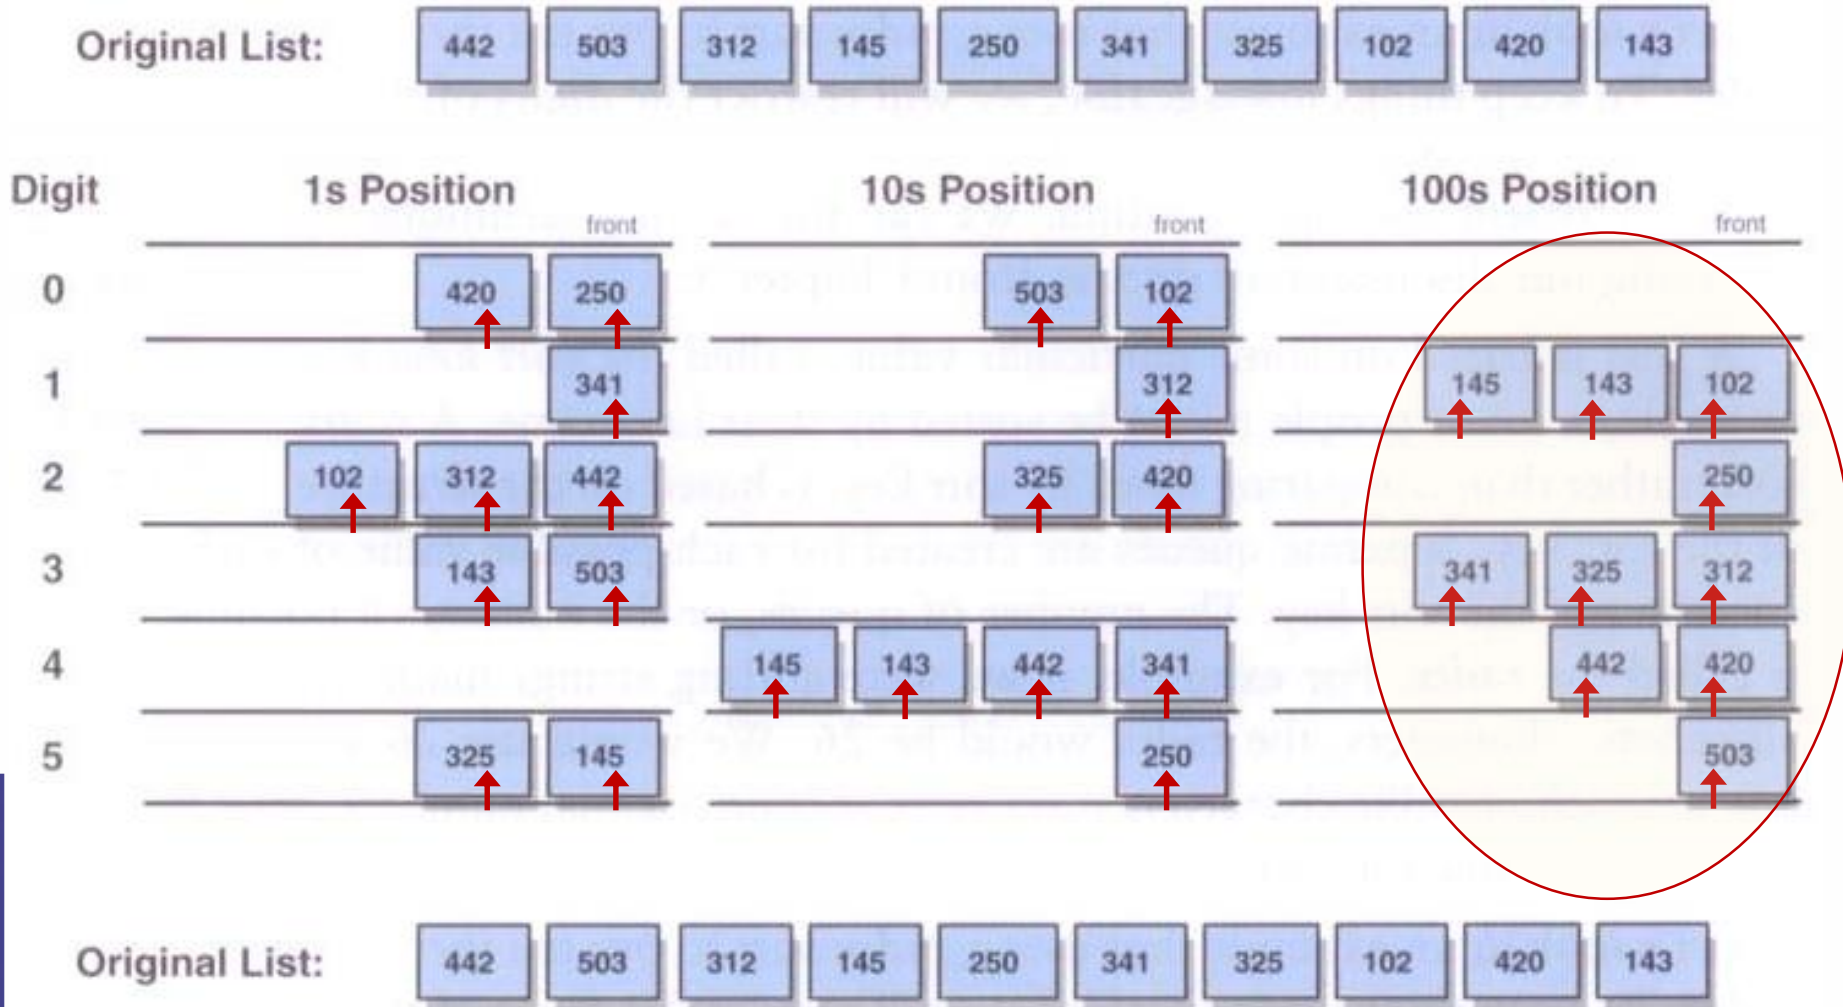 Original List: 442 503 312 145 250 341 325 102 420 143
Digit 1s Position 10s Position 100s Position
front front front
0 420 250 503 102
1 341 312 145 143 102
2 102 312 442 325 420 250
3 143 503 341 325 312
4 145 143 442 341 442 420
5 325 145 250 503
Original List: 442 503 312 145 250 341 325 102 420 143